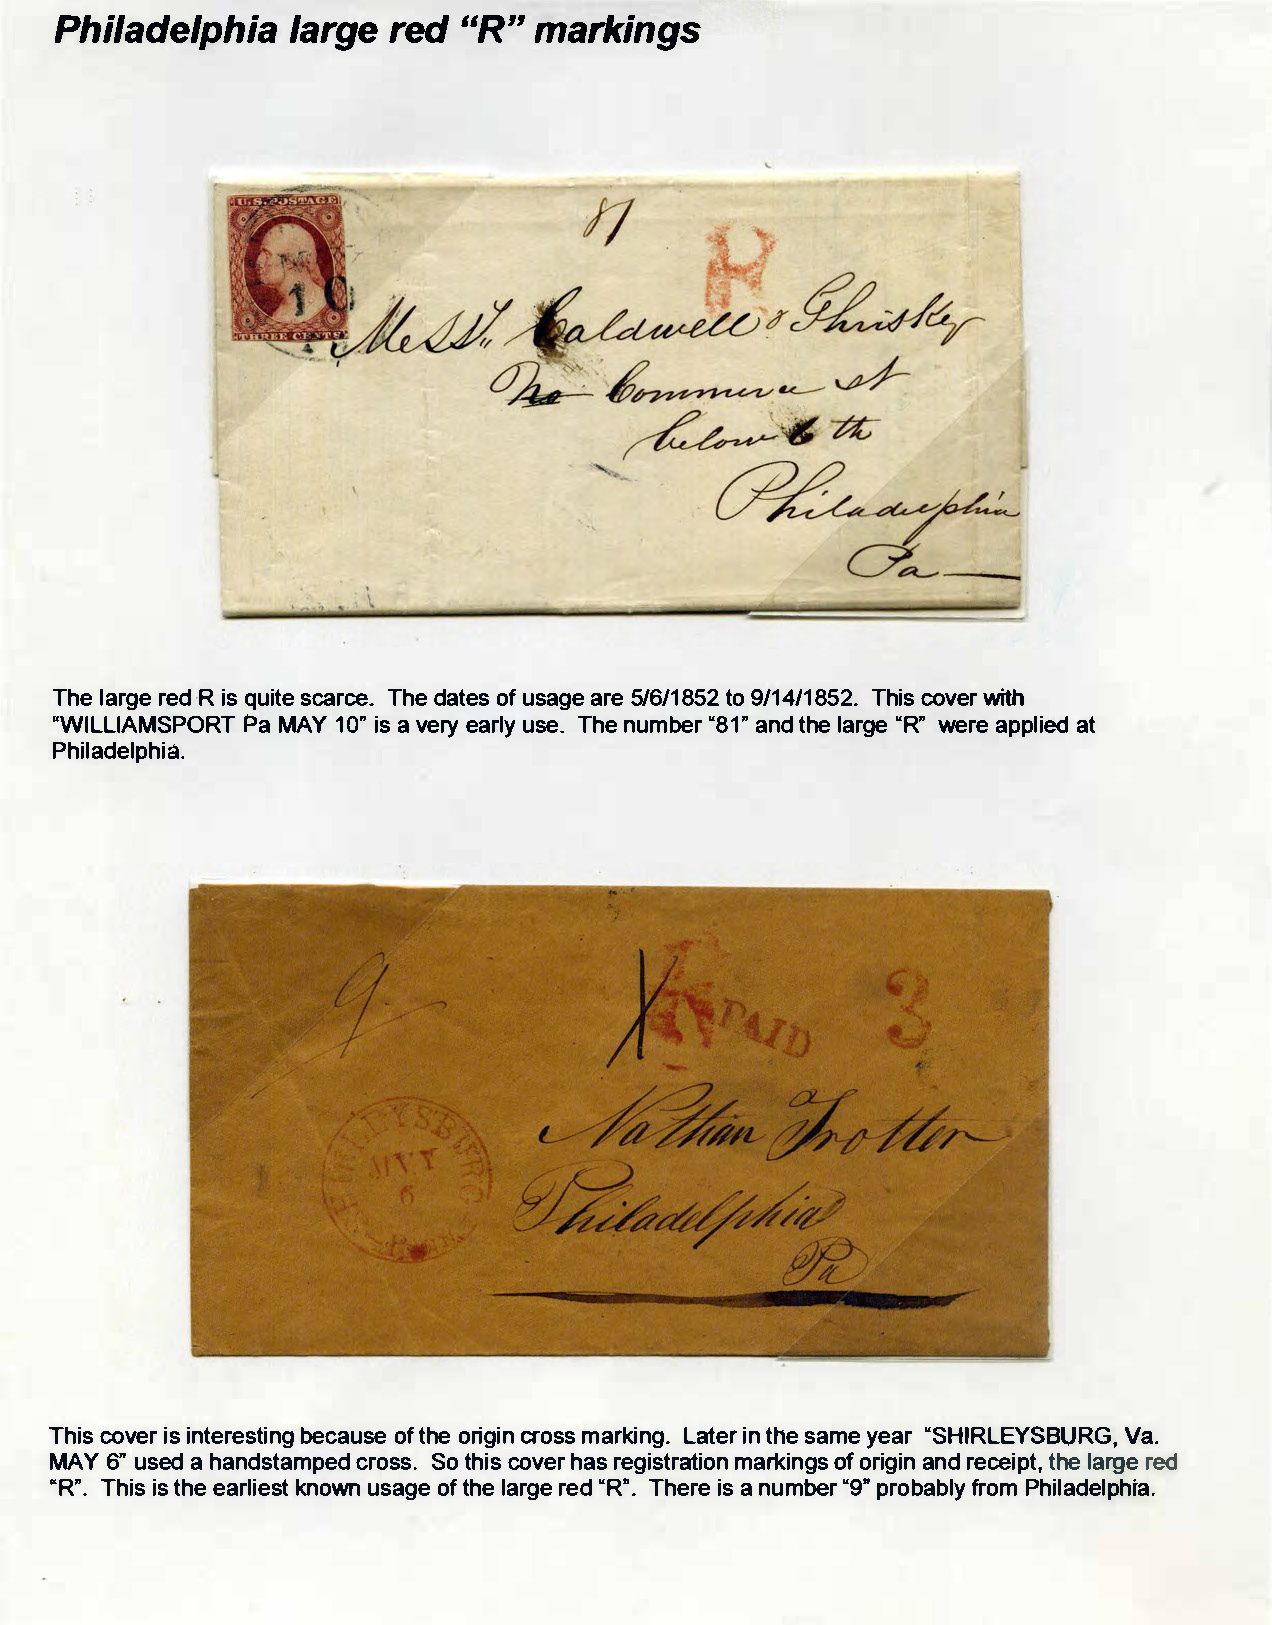 Philadelphia large red "R" markings
U.S. POSTAGE
10
THREE CENTS
81
R
Messrs Caldwell & Ghriskey
No Commerce st
below 6 th
Philadelphia
Pa
The large red R is quite scarce. The dates of usage are 5/6/1852 to 9/14/1852. This cover with
"WILLIAMSPORT Pa MAY 10" is a very early use. The number "81" and the large "R" were applied at
Philadelphia.
9.
R
PAID
3
SHIRLEYSBURG
MAY
6
Nathan Trotter
Philadelphia
Pa
This cover is interesting because of the origin cross marking. Later in the same year "SHIRLEYSBURG, Va.
MAY 6" used a handstamped cross. So this cover has registration markings of origin and receipt, the large red
"R". This is the earliest known usage of the large red "R". There is a number "9" probably from Philadelphia.